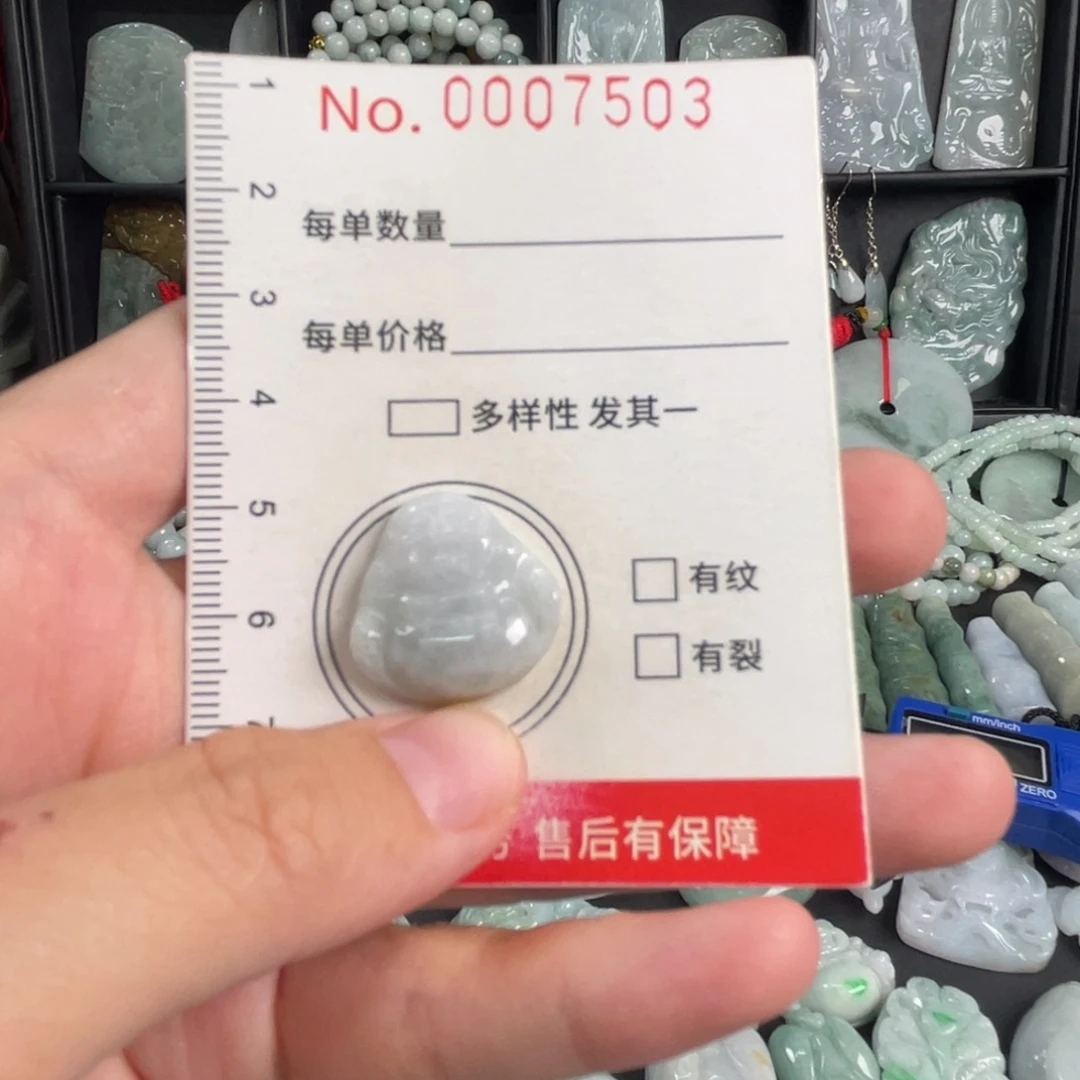 No. 0007503
1
2
3
4
5
6
每单数量
每单价格
多样性 发其一
有纹
有裂
售后有保障
mm/inch
ZERO